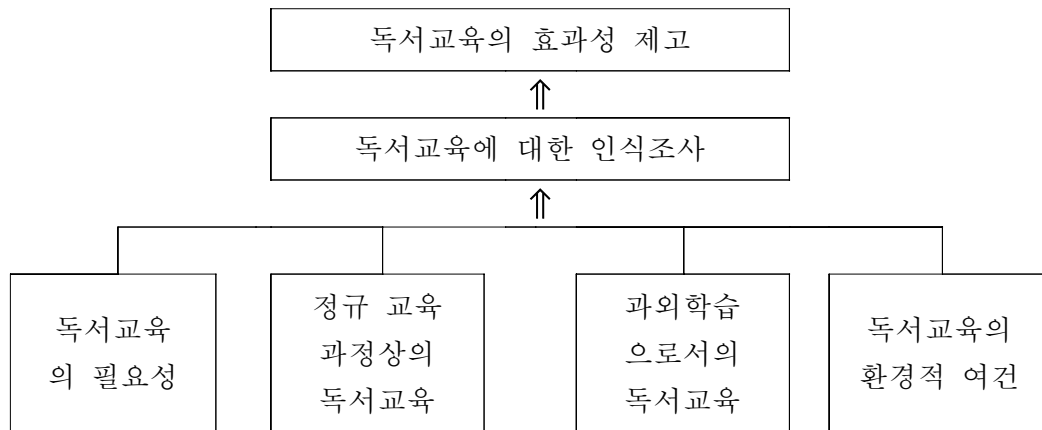 독서교육의 효과성 제고
⇑
독서교육에 대한 인식조사
⇑
독서교육
의 필요성
정규 교육
과정상의
독서교육
과외학습
으로서의
독서교육
독서교육의
환경적 여건